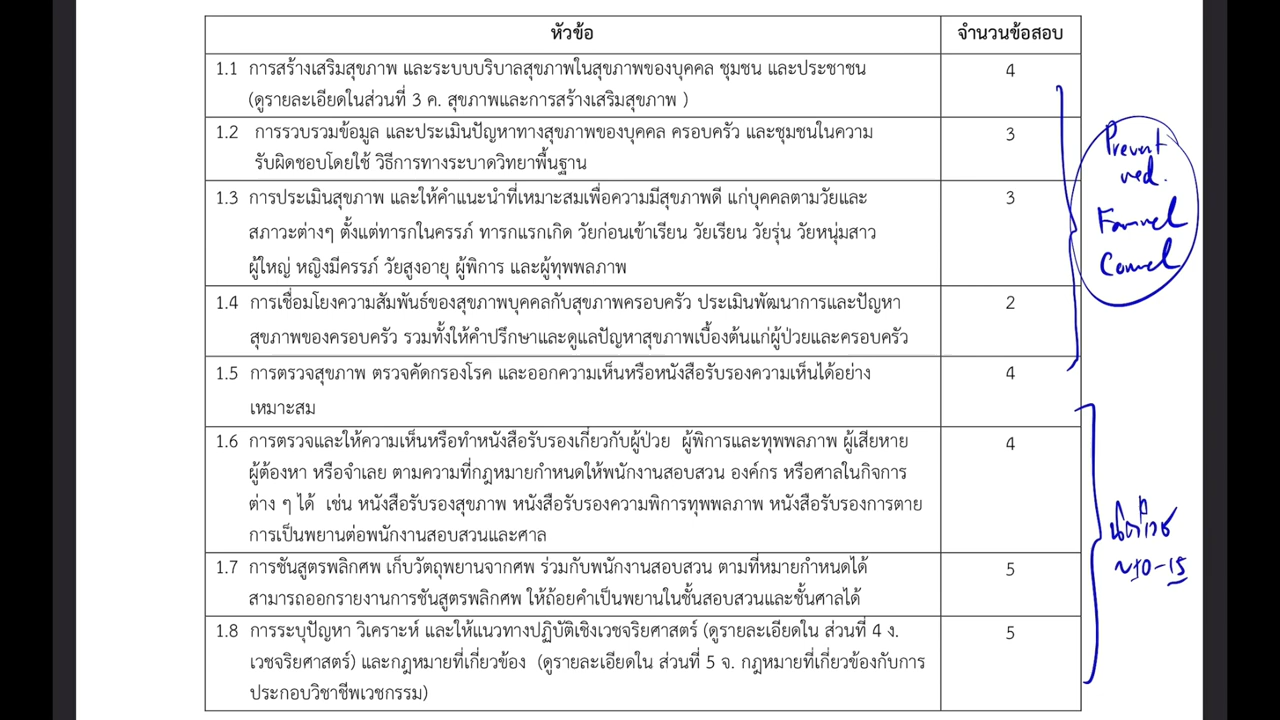 หัวข้อ จำนวนข้อสอบ
1.1 การสร้างเสริมสุขภาพ และระบบบริบาลสุขภาพในสุขภาพของบุคคล ชุมชน และประชาชน 4
(ดูรายละเอียดในส่วนที่ 3 ค. สุขภาพและการสร้างเสริมสุขภาพ )
1.2 การรวบรวมข้อมูล และประเมินปัญหาทางสุขภาพของบุคคล ครอบครัว และชุมชนในความ 3
รับผิดชอบโดยใช้ วิธีการทางระบาดวิทยาพื้นฐาน
1.3 การประเมินสุขภาพ และให้คำแนะนำที่เหมาะสมเพื่อความมีสุขภาพดี แก่บุคคลตามวัยและ 3
สภาวะต่างๆ ตั้งแต่ทารกในครรภ์ ทารกแรกเกิด วัยก่อนเข้าเรียน วัยเรียน วัยรุ่น วัยหนุ่มสาว
ผู้ใหญ่ หญิงมีครรภ์ วัยสูงอายุ ผู้พิการ และผู้ทุพพลภาพ
1.4 การเชื่อมโยงความสัมพันธ์ของสุขภาพบุคคลกับสุขภาพครอบครัว ประเมินพัฒนาการและปัญหา 2
สุขภาพของครอบครัว รวมทั้งให้คำปรึกษาและดูแลปัญหาสุขภาพเบื้องต้นแก่ผู้ป่วยและครอบครัว
1.5 การตรวจสุขภาพ ตรวจคัดกรองโรค และออกความเห็นหรือหนังสือรับรองความเห็นได้อย่าง 4
เหมาะสม
1.6 การตรวจและให้ความเห็นหรือทำหนังสือรับรองเกี่ยวกับผู้ป่วย ผู้พิการและทุพพลภาพ ผู้เสียหาย 4
ผู้ต้องหา หรือจำเลย ตามความที่กฎหมายกำหนดให้พนักงานสอบสวน องค์กร หรือศาลในกิจการ
ต่าง ๆ ได้ เช่น หนังสือรับรองสุขภาพ หนังสือรับรองความพิการทุพพลภาพ หนังสือรับรองการตาย
การเป็นพยานต่อพนักงานสอบสวนและศาล
1.7 การชันสูตรพลิกศพ เก็บวัตถุพยานจากศพ ร่วมกับพนักงานสอบสวน ตามที่หมายกำหนดได้ 5
สามารถออกรายงานการชันสูตรพลิกศพ ให้ถ้อยคำเป็นพยานในชั้นสอบสวนและชั้นศาลได้
1.8 การระบุปัญหา วิเคราะห์ และให้แนวทางปฏิบัติเชิงเวชจริยศาสตร์ (ดูรายละเอียดใน ส่วนที่ 4 ง. 5
เวชจริยศาสตร์) และกฎหมายที่เกี่ยวข้อง (ดูรายละเอียดใน ส่วนที่ 5 จ. กฎหมายที่เกี่ยวข้องกับการ
ประกอบวิชาชีพเวชกรรม)
Prevent
med.
นิติเวช
~10-15